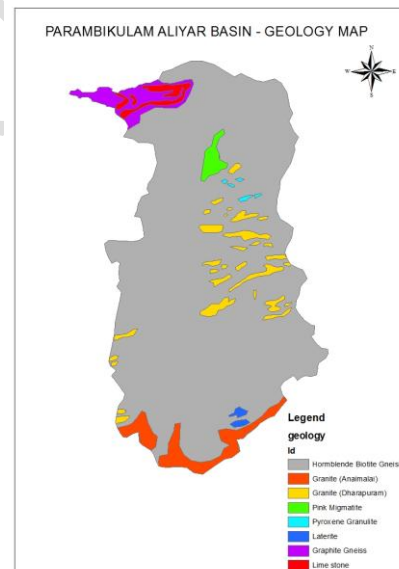 PARAMBIKULAM ALIYAR BASIN - GEOLOGY MAP
N
W E
S
Legend
geology
Id
Hornblende Biotite Gneis
Granite (Anaimalai)
Granite (Dharapuram)
Pink Migmatite
Pyroxene Granulite
Laterite
Graphite Gneiss
Lime stone